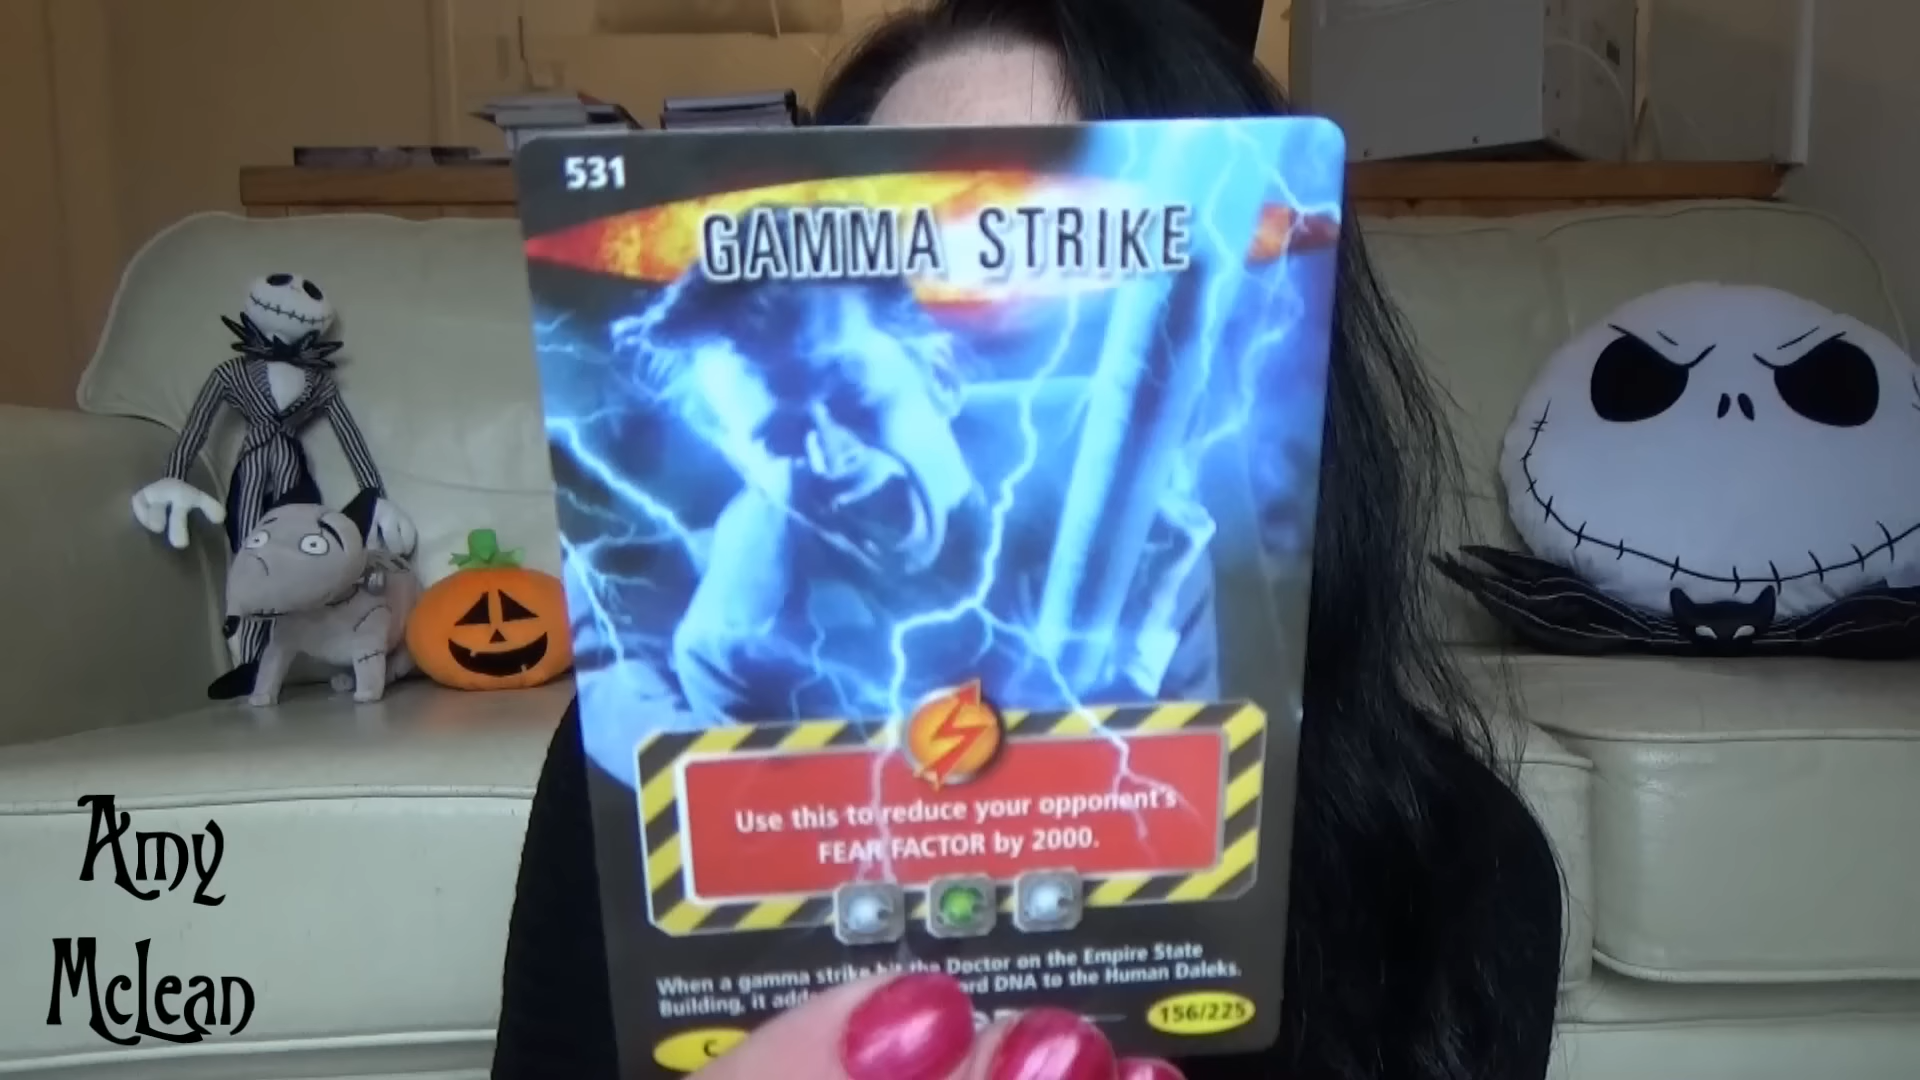 531
GAMMA STRIKE
Use this to reduce your opponent's
FEAR FACTOR by 2000.
When a gamma strike hit the Doctor on the Empire State
Building, it DNA to the Human Daleks.
C
156/225
Amy
McLean